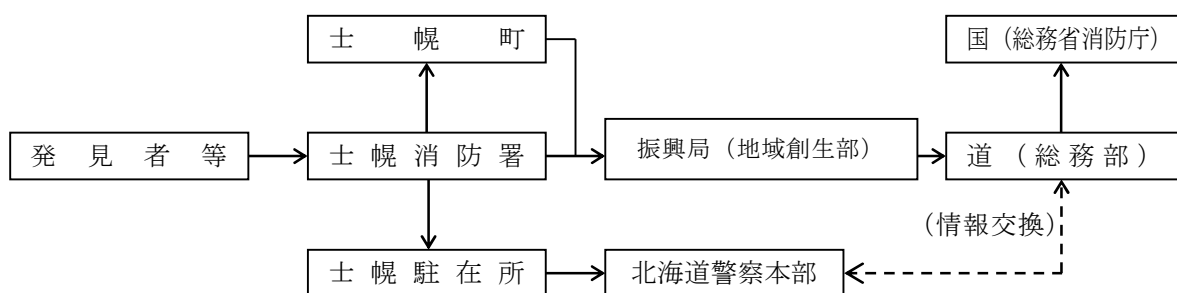 士幌町
国（総務省消防庁）
発見者等
士幌消防署
振興局（地域創生部）
道（総務部）
（情報交換）
士幌駐在所
北海道警察本部